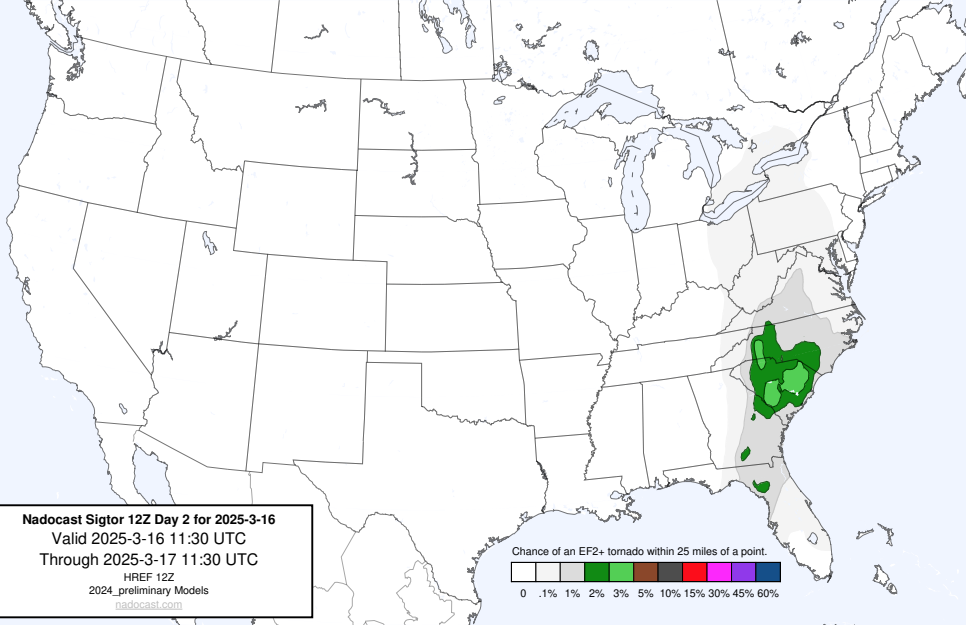 Nadocast Sigtor 12Z Day 2 for 2025-3-16
Valid 2025-3-16 11:30 UTC
Through 2025-3-17 11:30 UTC
HREF 12Z
2024_preliminary Models
nadocast.com
Chance of an EF2+ tornado within 25 miles of a point.
0 .1% 1% 2% 3% 5% 10% 15% 30% 45% 60%